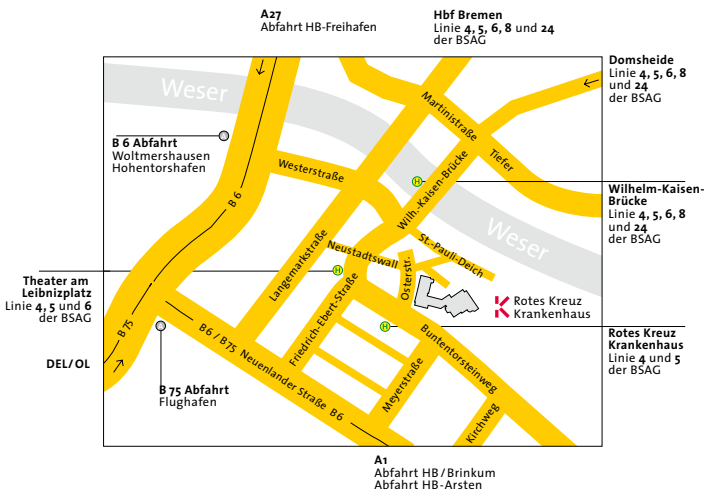 A27
Abfahrt HB-Freihafen
Hbf Bremen
Linie 4, 5, 6, 8 und 24
der BSAG
Domsheide
Linie 4, 5, 6, 8
und 24
der BSAG
Weser
Martinistraße
Tiefer
B 6 Abfahrt
Woltmershausen
Hohentorshafen
Westerstraße
H
Wilh.-Kaisen-Brücke
Wilhelm-Kaisen-
Brücke
Linie 4, 5, 6, 8
und 24
der BSAG
B 6
St.-Pauli-Deich
Weser
Neustadtswall
Langemarkstraße
Osterstr.
H
Theater am
Leibnizplatz
Linie 4, 5 und 6
der BSAG
Friedrich-Ebert-Straße
Rotes Kreuz
Krankenhaus
B 75
B6 / B75 Neuenlander Straße B6
H
Buntentorsteinweg
Rotes Kreuz
Krankenhaus
Linie 4 und 5
der BSAG
DEL/OL
Meyerstraße
B 75 Abfahrt
Flughafen
Kirchweg
A1
Abfahrt HB/Brinkum
Abfahrt HB-Arsten